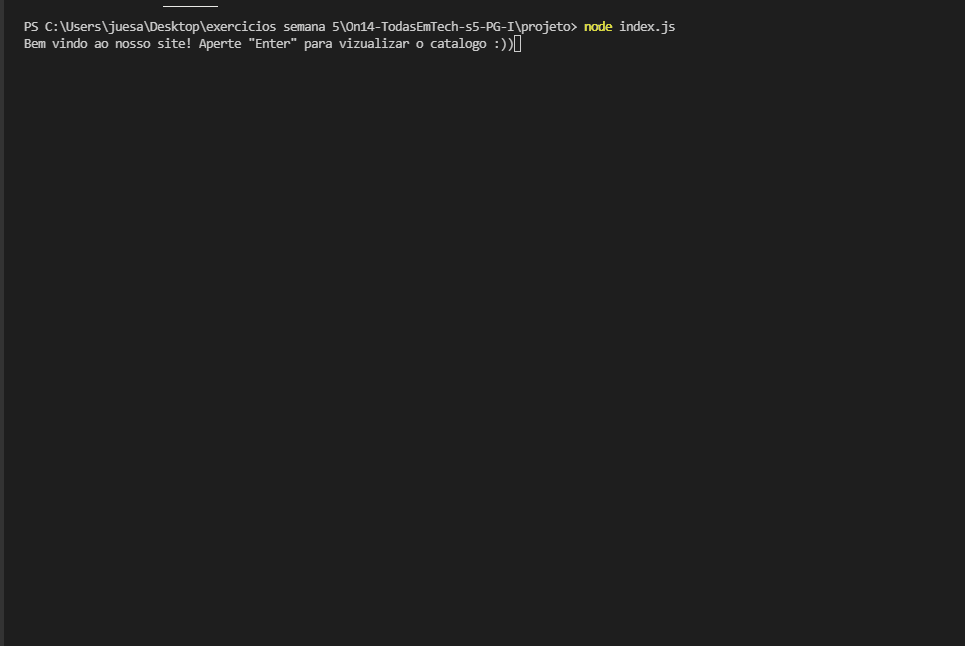 PS C:\Users\juesa\Desktop\exercicios semana 5\On14-TodasEmTech-s5-PG-I\projeto> node index.js
Bem vindo ao nosso site! Aperte "Enter" para vizualizar o catalogo :))